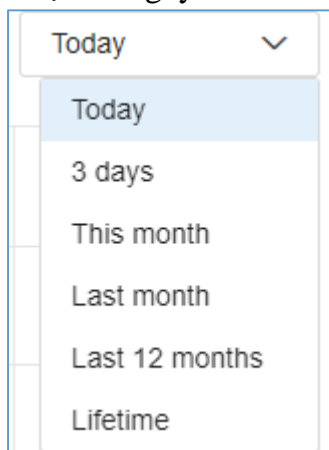 Today
Today
3 days
This month
Last month
Last 12 months
Lifetime